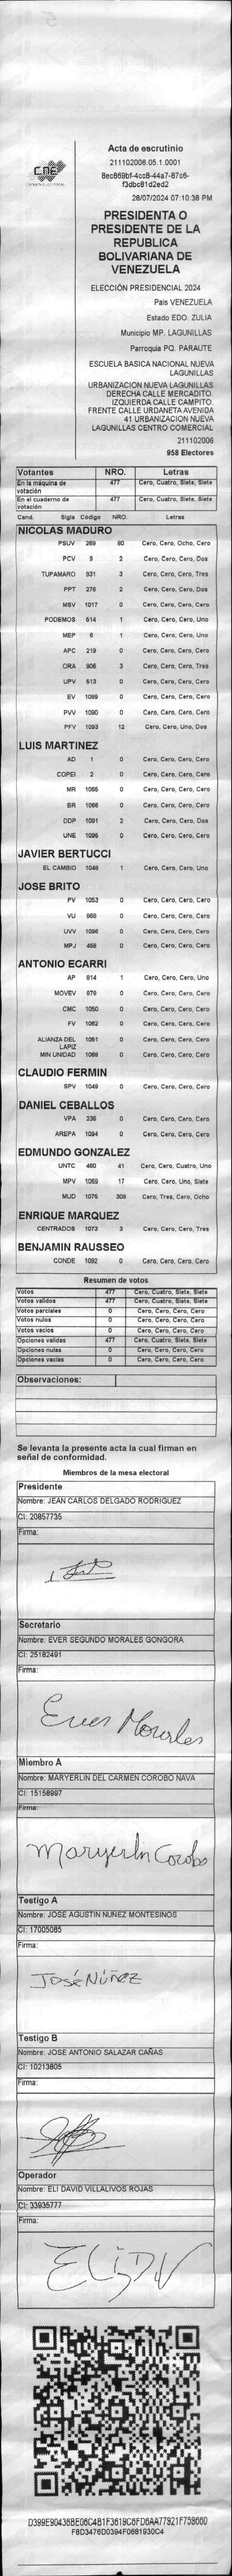 CNE
Acta de escrutinio
211102006.05.1.0001
8ec869bf-4cc8-44a7-87c6-
f3dbc81d2ed2
28/07/2024 07:10:38 PM
PRESIDENTA O
PRESIDENTE DE LA
REPUBLICA
BOLIVARIANA DE
VENEZUELA
ELECCIÓN PRESIDENCIAL 2024
Pais VENEZUELA
Estado EDO. ZULIA
Municipio MP. LAGUNILLAS
Parroquia PQ. PARAUTE
ESCUELA BASICA NACIONAL NUEVA
LAGUNILLAS
URBANIZACIÓN NUEVA LAGUNILLAS
DERECHA CALLE MERCADITO.
IZQUIERDA CALLE CAMPITO
FRENTE CALLE URDANETA AVENIDA
41 URBANIZACION NUEVA
LAGUNILLAS CENTRO COMERCIAL
211102006
958 Electores
Votantes NRO. Letras
En la máquina de votación 477 Cero, Cuatro, Siete, Siete
En el cuaderno de votación 477 Cero, Cuatro, Siete, Siete
Cand. Sigla Código NRO. Letras
NICOLAS MADURO
PSUV 269 80 Cero, Cero, Ocho, Cero
PCV 9 2 Cero, Cero, Cero, Dos
TUPAMARO 931 3 Cero, Cero, Cero, Tres
PPT 276 2 Cero, Cero, Cero, Dos
MSV 1017 0 Cero, Cero, Cero, Cero
PODEMOS 514 1 Cero, Cero, Cero, Uno
MEP 6 1 Cero, Cero, Cero, Uno
APC 219 0 Cero, Cero, Cero, Cero
ORA 906 3 Cero, Cero, Cero, Tres
UPV 513 0 Cero, Cero, Cero, Cero
EV 1089 0 Cero, Cero, Cero, Cero
PVV 1090 0 Cero, Cero, Cero, Cero
PFV 1093 12 Cero, Cero, Uno, Dos
LUIS MARTINEZ
AD 1 0 Cero, Cero, Cero, Cero
COPEI 2 0 Cero, Cero, Cero, Cero
MR 1065 0 Cero, Cero, Cero, Cero
BR 1066 0 Cero, Cero, Cero, Cero
DDP 1091 2 Cero, Cero, Cero, Dos
UNE 1095 0 Cero, Cero, Cero, Cero
JAVIER BERTUCCI
EL CAMBIO 1046 1 Cero, Cero, Cero, Uno
JOSE BRITO
PV 1053 0 Cero, Cero, Cero, Cero
VU 869 0 Cero, Cero, Cero, Cero
UVV 1096 0 Cero, Cero, Cero, Cero
MPJ 458 0 Cero, Cero, Cero, Cero
ANTONIO ECARRI
AP 914 1 Cero, Cero, Cero, Uno
MOVEV 979 0 Cero, Cero, Cero, Cero
CMC 1050 0 Cero, Cero, Cero, Cero
FV 1062 0 Cero, Cero, Cero, Cero
ALIANZA DEL LAPIZ 1061 0 Cero, Cero, Cero, Cero
MIN UNIDAD 1068 0 Cero, Cero, Cero, Cero
CLAUDIO FERMIN
SPV 1049 0 Cero, Cero, Cero, Cero
DANIEL CEBALLOS
VPA 236 0 Cero, Cero, Cero, Cero
AREPA 1094 0 Cero, Cero, Cero, Cero
EDMUNDO GONZALEZ
UNTC 460 41 Cero, Cero, Cuatro, Uno
MPV 1069 17 Cero, Cero, Uno, Siete
MUD 1075 308 Cero, Tres, Cero, Ocho
ENRIQUE MARQUEZ
CENTRADOS 1073 3 Cero, Cero, Cero, Tres
BENJAMIN RAUSSEO
CONDE 1092 0 Cero, Cero, Cero, Cero
Resumen de votos
Votos 477 Cero, Cuatro, Siete, Siete
Votos validos 477 Cero, Cuatro, Siete, Siete
Votos parciales 0 Cero, Cero, Cero, Cero
Votos nulos 0 Cero, Cero, Cero, Cero
Votos vacios 0 Cero, Cero, Cero, Cero
Opciones validas 477 Cero, Cuatro, Siete, Siete
Opciones nulas 0 Cero, Cero, Cero, Cero
Opciones vacias 0 Cero, Cero, Cero, Cero
Observaciones:
Se levanta la presente acta la cual firman en
señal de conformidad.
Miembros de la mesa electoral
Presidente
Nombre: JEAN CARLOS DELGADO RODRIGUEZ
CI: 20857735
Firma:
Secretario
Nombre: EVER SEGUNDO MORALES GONGORA
CI: 25182491
Firma:
Ever Morales
Miembro A
Nombre: MARYERLIN DEL CARMEN COROBO NAVA
CI: 15158997
Firma:
Maryerlin Corobo
Testigo A
Nombre: JOSE AGUSTIN NUNEZ MONTESINOS
CI: 17005085
Firma:
José Núñez
Testigo B
Nombre: JOSE ANTONIO SALAZAR CAÑAS
CI: 10213805
Firma:
Operador
Nombre: ELI DAVID VILLALIVOS ROJAS
CI: 33935777
Firma:
D399E90436BE06C4B1F3619C6FD6AA77921F759660
F8D3476D0394F0681930C4